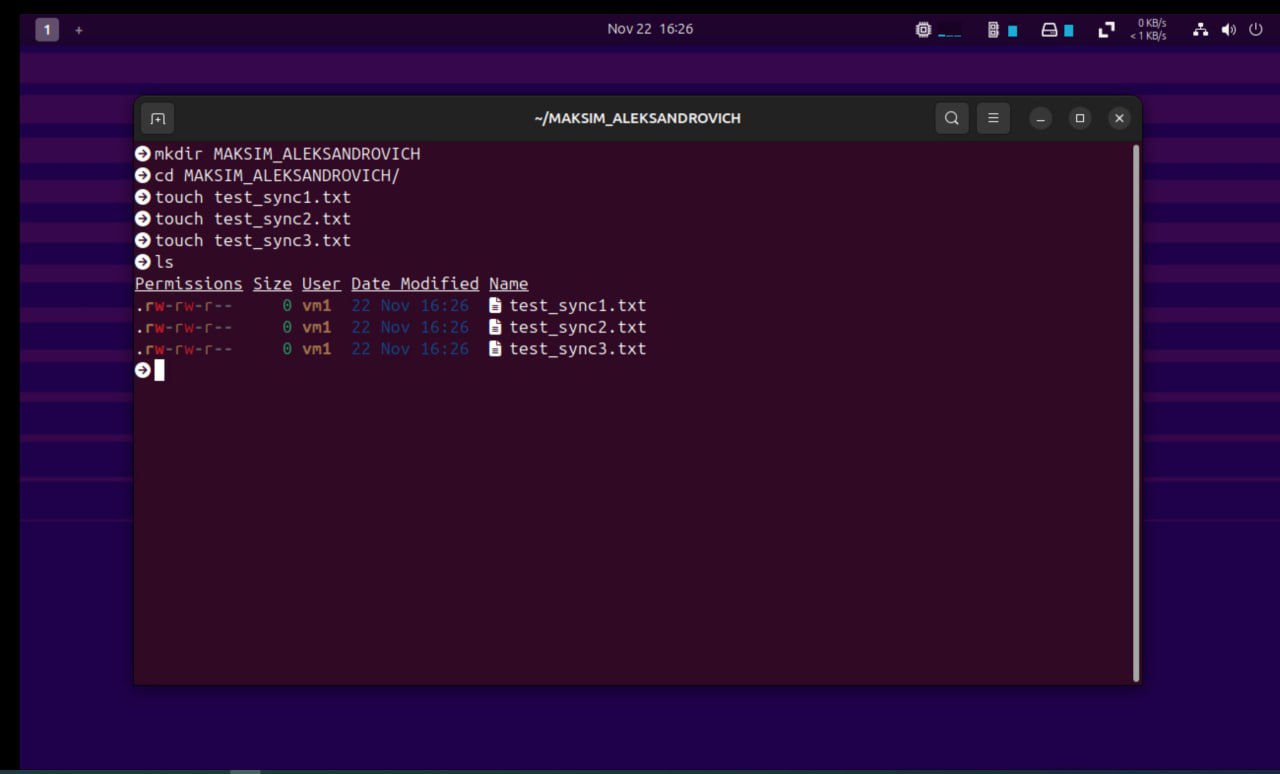 1 + Nov 22 16:26 0 KB/s
< 1 KB/s
~/MAKSIM_ALEKSANDROVICH
mkdir MAKSIM_ALEKSANDROVICH
cd MAKSIM_ALEKSANDROVICH/
touch test_sync1.txt
touch test_sync2.txt
touch test_sync3.txt
ls
Permissions Size User Date Modified Name
.rw-rw-r-- 0 vm1 22 Nov 16:26 test_sync1.txt
.rw-rw-r-- 0 vm1 22 Nov 16:26 test_sync2.txt
.rw-rw-r-- 0 vm1 22 Nov 16:26 test_sync3.txt